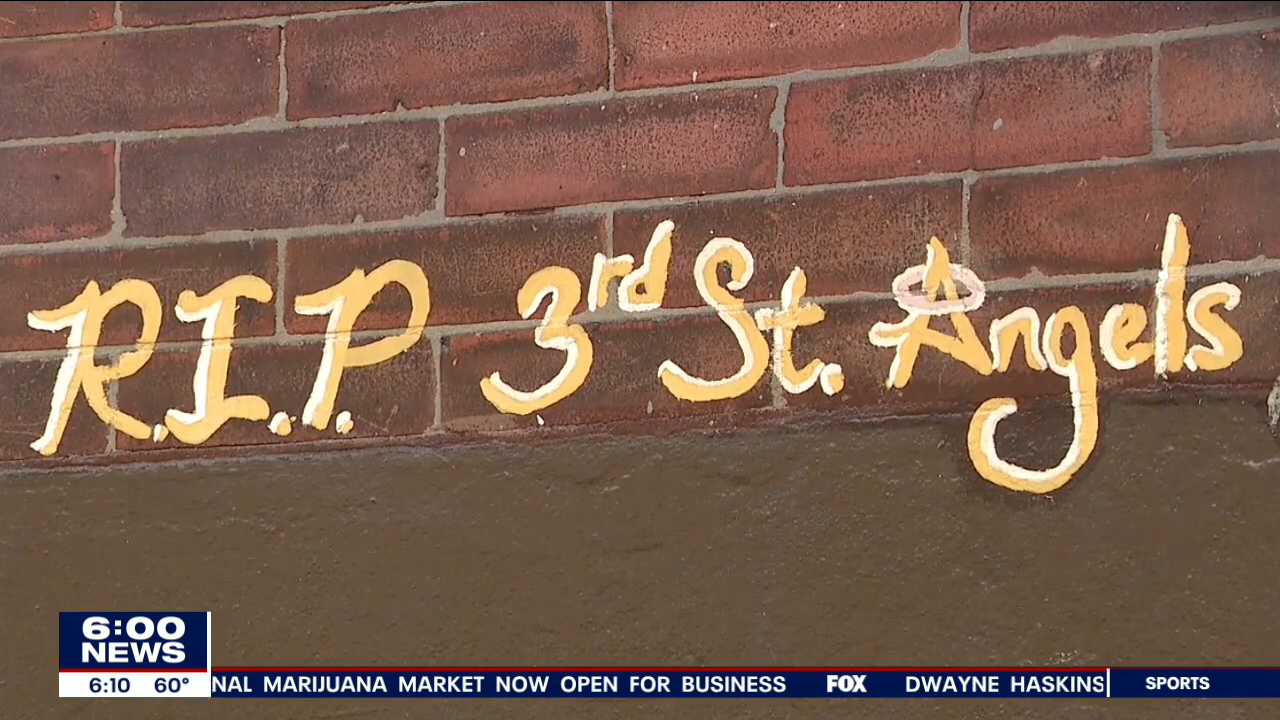 R.I.P. 3rd St. Angels
6:00
NEWS
6:10 60°
NAL MARIJUANA MARKET NOW OPEN FOR BUSINESS FOX DWAYNE HASKINS
SPORTS